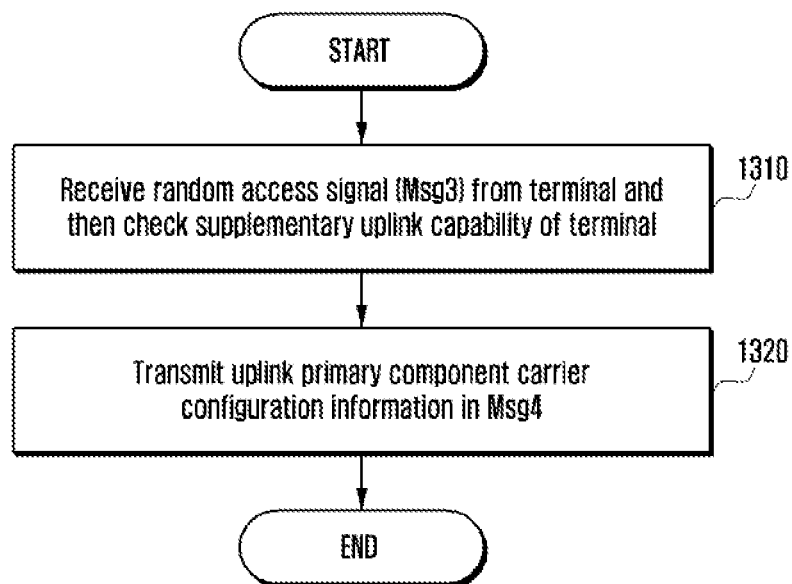 START
Receive random access signal (Msg3) from terminal and
then check supplementary uplink capability of terminal
1310
Transmit uplink primary component carrier
configuration information in Msg4
1320
END